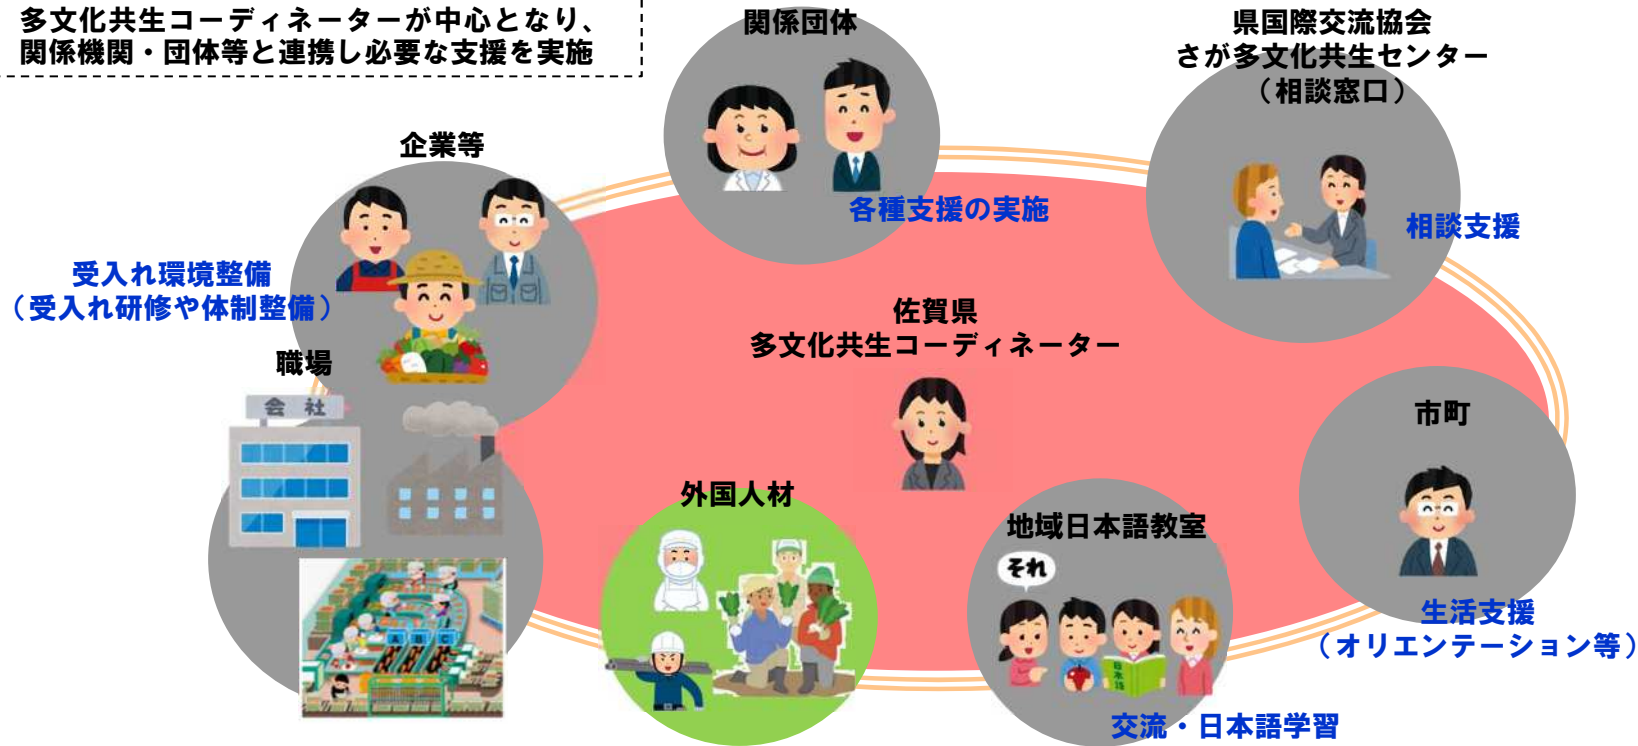 多文化共生コーディネーターが中心となり、
関係機関・団体等と連携し必要な支援を実施
関係団体
各種支援の実施
県国際交流協会
さが多文化共生センター
（相談窓口）
相談支援
企業等
受入れ環境整備
（受入れ研修や体制整備）
職場
会社
A B C
佐賀県
多文化共生コーディネーター
外国人材
地域日本語教室
それ
日本語
交流・日本語学習
市町
生活支援
（オリエンテーション等）